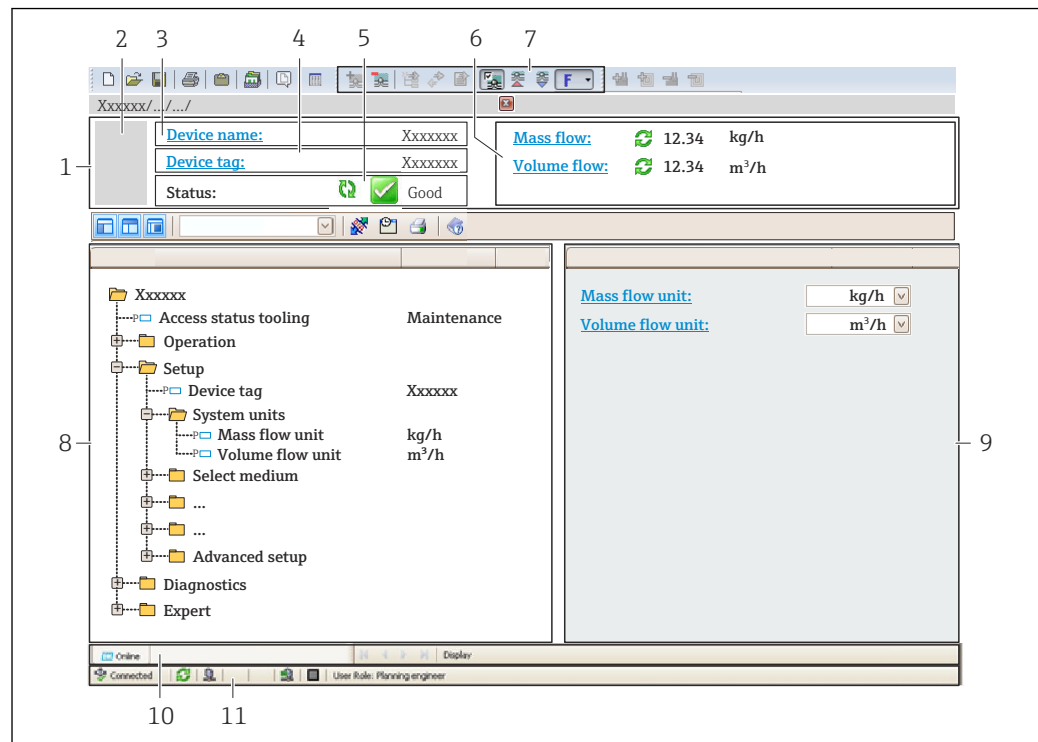 2 3 4 5 6 7
F
Xxxxxx/.../.../
1
Device name: Xxxxxxx
Device tag: Xxxxxxx
Status: Good
Mass flow: 12.34 kg/h
Volume flow: 12.34 m³/h
Xxxxxx
Access status tooling Maintenance
Operation
Setup
Device tag Xxxxxx
System units
Mass flow unit kg/h
Volume flow unit m³/h
Select medium
...
...
Advanced setup
Diagnostics
Expert
Mass flow unit: kg/h
Volume flow unit: m³/h
8
9
Online Display
Connected User Role: Planning engineer
10 11